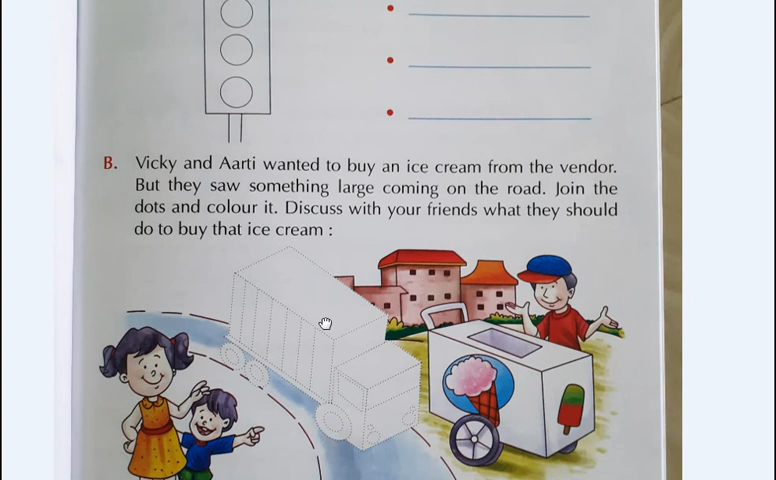 B. Vicky and Aarti wanted to buy an ice cream from the vendor.
But they saw something large coming on the road. Join the
dots and colour it. Discuss with your friends what they should
do to buy that ice cream :